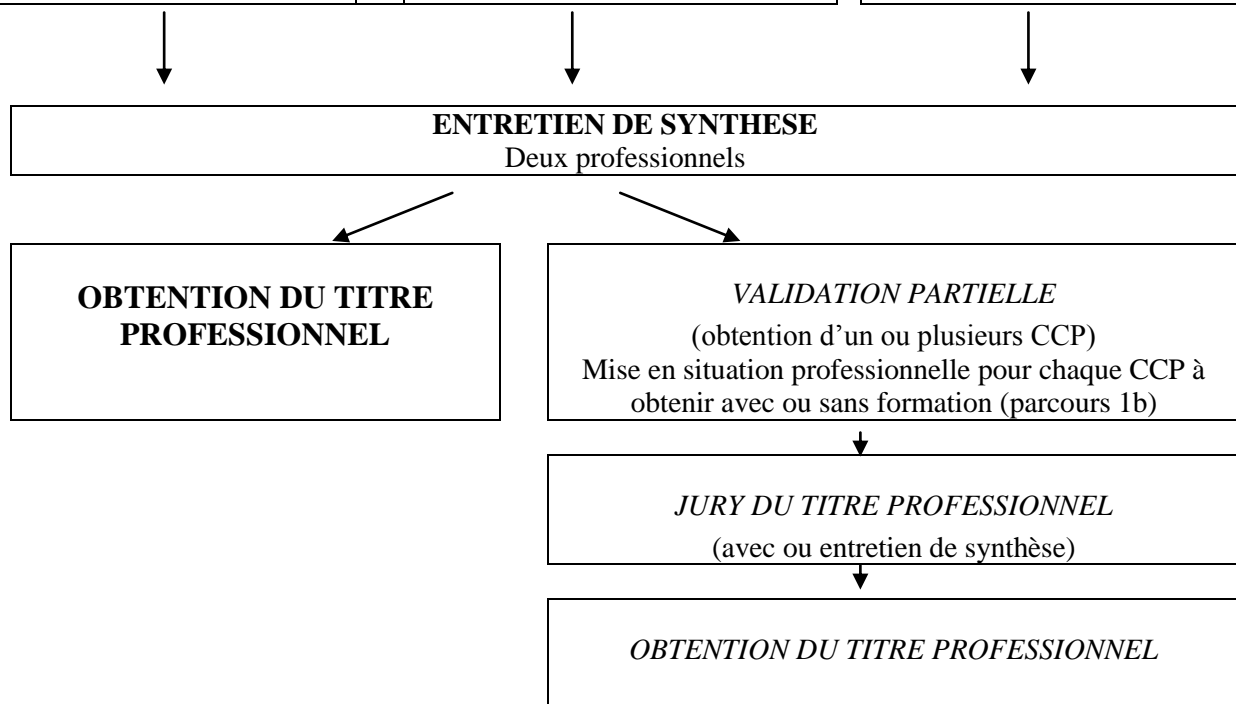 ENTRETIEN DE SYNTHESE
Deux professionnels
OBTENTION DU TITRE
PROFESSIONNEL
VALIDATION PARTIELLE
(obtention d'un ou plusieurs CCP)
Mise en situation professionnelle pour chaque CCP à
obtenir avec ou sans formation (parcours 1b)
JURY DU TITRE PROFESSIONNEL
(avec ou entretien de synthèse)
OBTENTION DU TITRE PROFESSIONNEL